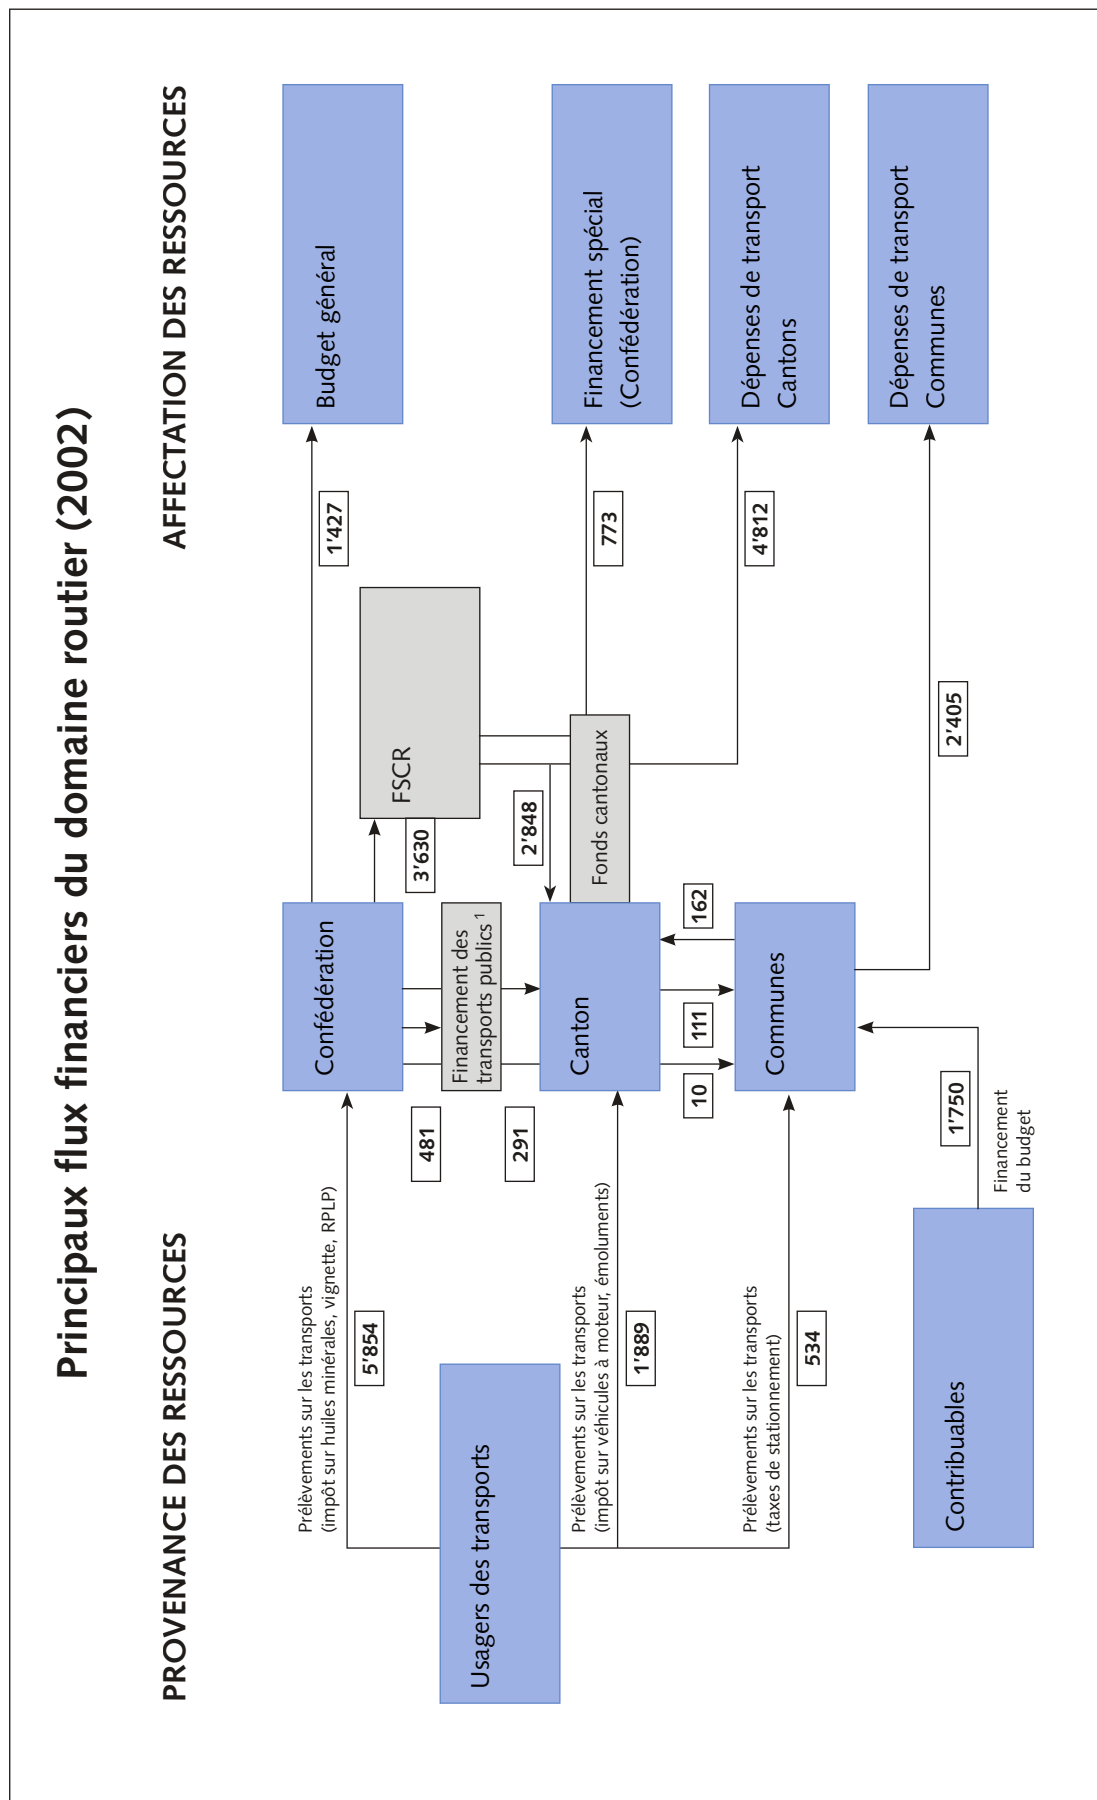 Principaux flux financiers du domaine routier (2002)
PROVENANCE DES RESSOURCES
AFFECTATION DES RESSOURCES
Usagers des transports
Prélèvements sur les transports
(impôt sur huiles minérales, vignette, RPLP)
5’854
Prélèvements sur les transports
(impôt sur véhicules à moteur, émoluments)
1’889
Prélèvements sur les transports
(taxes de stationnement)
534
Contribuables
1’750
Financement
du budget
Confédération
481
Financement des
transports publics 1
291
Canton
10
111
162
Communes
3’630
FSCR
2’848
Fonds cantonaux
1’427
773
4’812
2’405
Budget général
Financement spécial
(Confédération)
Dépenses de transport
Cantons
Dépenses de transport
Communes